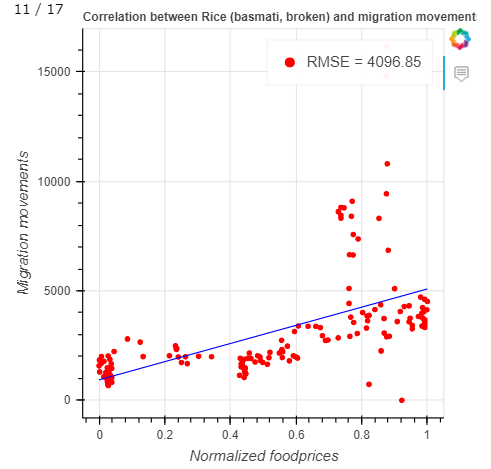 11 / 17
Correlation between Rice (basmati, broken) and migration movement
RMSE = 4096.85
15000
10000
5000
0
Migration movements
0
0.2
0.4
0.6
0.8
1
Normalized foodprices